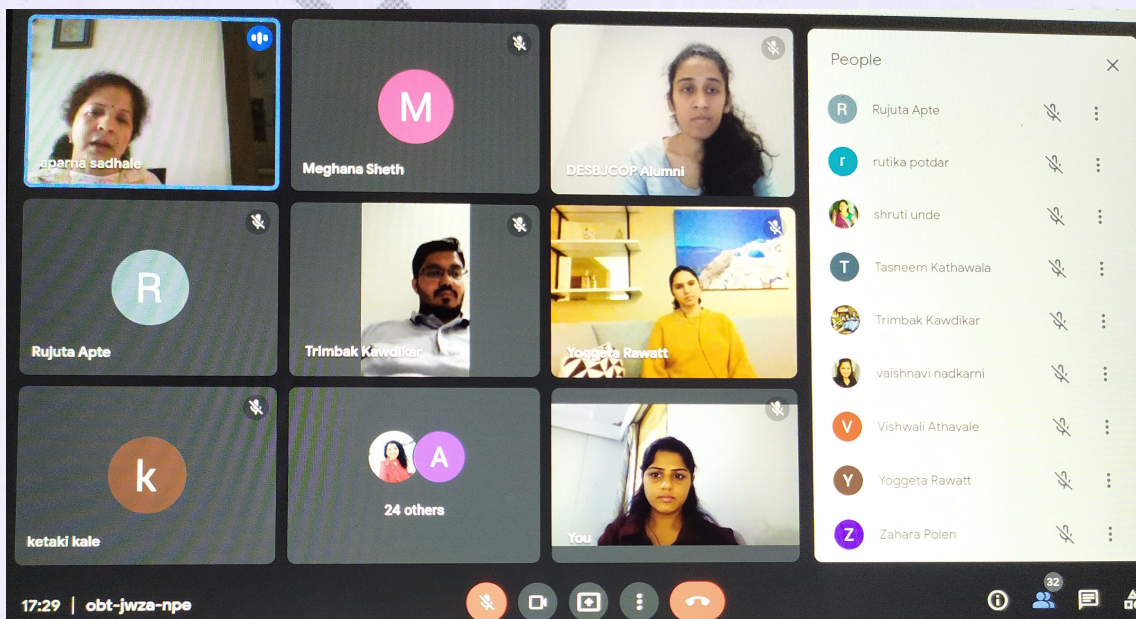 aparna sadhale
M
Meghana Sheth
DESBJCOP Alumni
R
Rujuta Apte
Trimbak Kawdikar
Yoggeta Rawatt
k
ketaki kale
A
24 others
You
People
R Rujuta Apte
r rutika potdar
shruti unde
T Tasneem Kathawala
Trimbak Kawdikar
vaishnavi nadkarni
V Vishwali Athavale
Y Yoggeta Rawatt
Z Zahara Polen
17:29 | obt-jwza-npe
32